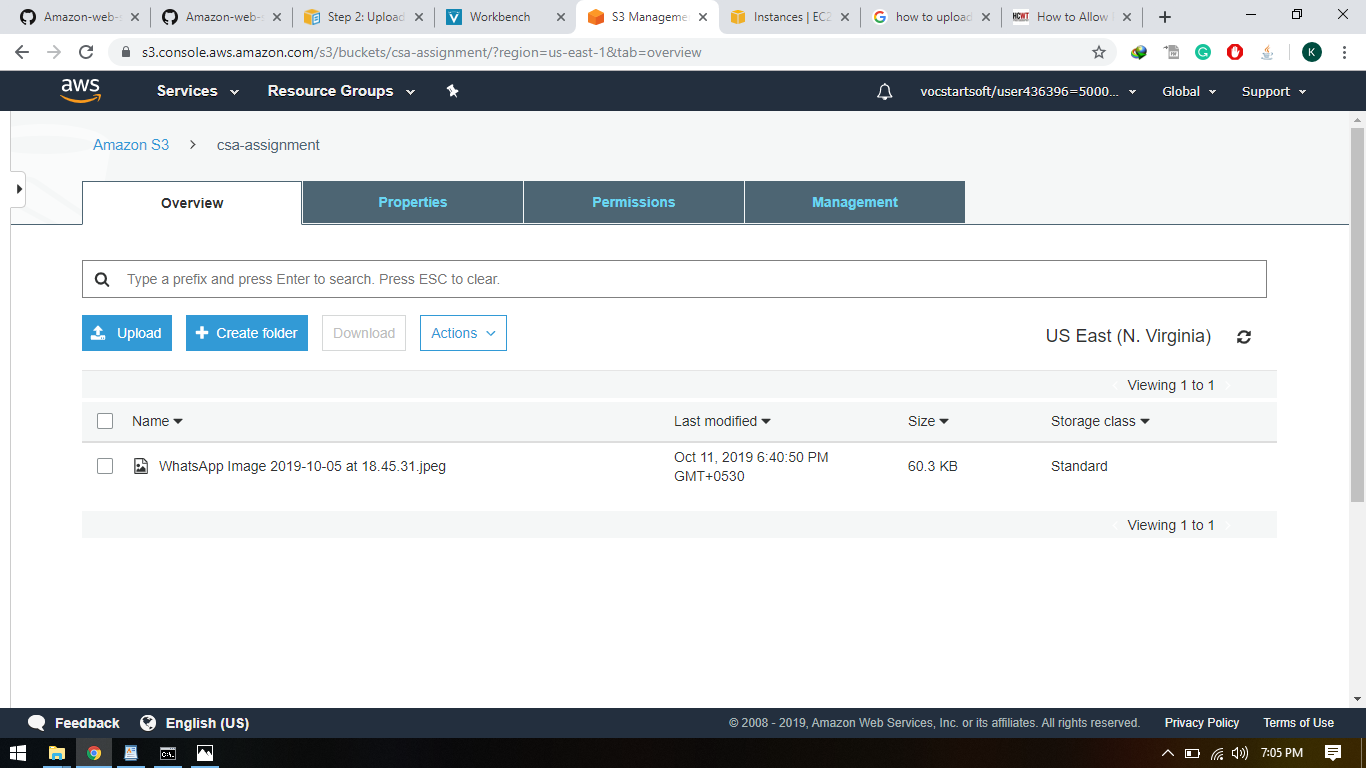 Amazon-web-s
Amazon-web-s
Step 2: Upload
Workbench
S3 Manageme
Instances | EC2
how to upload
HCWT
How to Allow
s3.console.aws.amazon.com/s3/buckets/csa-assignment/?region=us-east-1&tab=overview
K
aws
Services
Resource Groups
vocstartsoft/user436396=5000...
Global
Support
Amazon S3
csa-assignment
Overview
Properties
Permissions
Management
Type a prefix and press Enter to search. Press ESC to clear.
Upload
Create folder
Download
Actions
US East (N. Virginia)
Viewing 1 to 1
Name
Last modified
Size
Storage class
WhatsApp Image 2019-10-05 at 18.45.31.jpeg
Oct 11, 2019 6:40:50 PM
GMT+0530
60.3 KB
Standard
Viewing 1 to 1
Feedback
English (US)
© 2008 - 2019, Amazon Web Services, Inc. or its affiliates. All rights reserved.
Privacy Policy
Terms of Use
7:05 PM